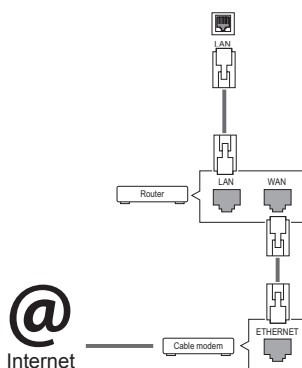 LAN
LAN
WAN
Router
ETHERNET
@
Cable modem
Internet